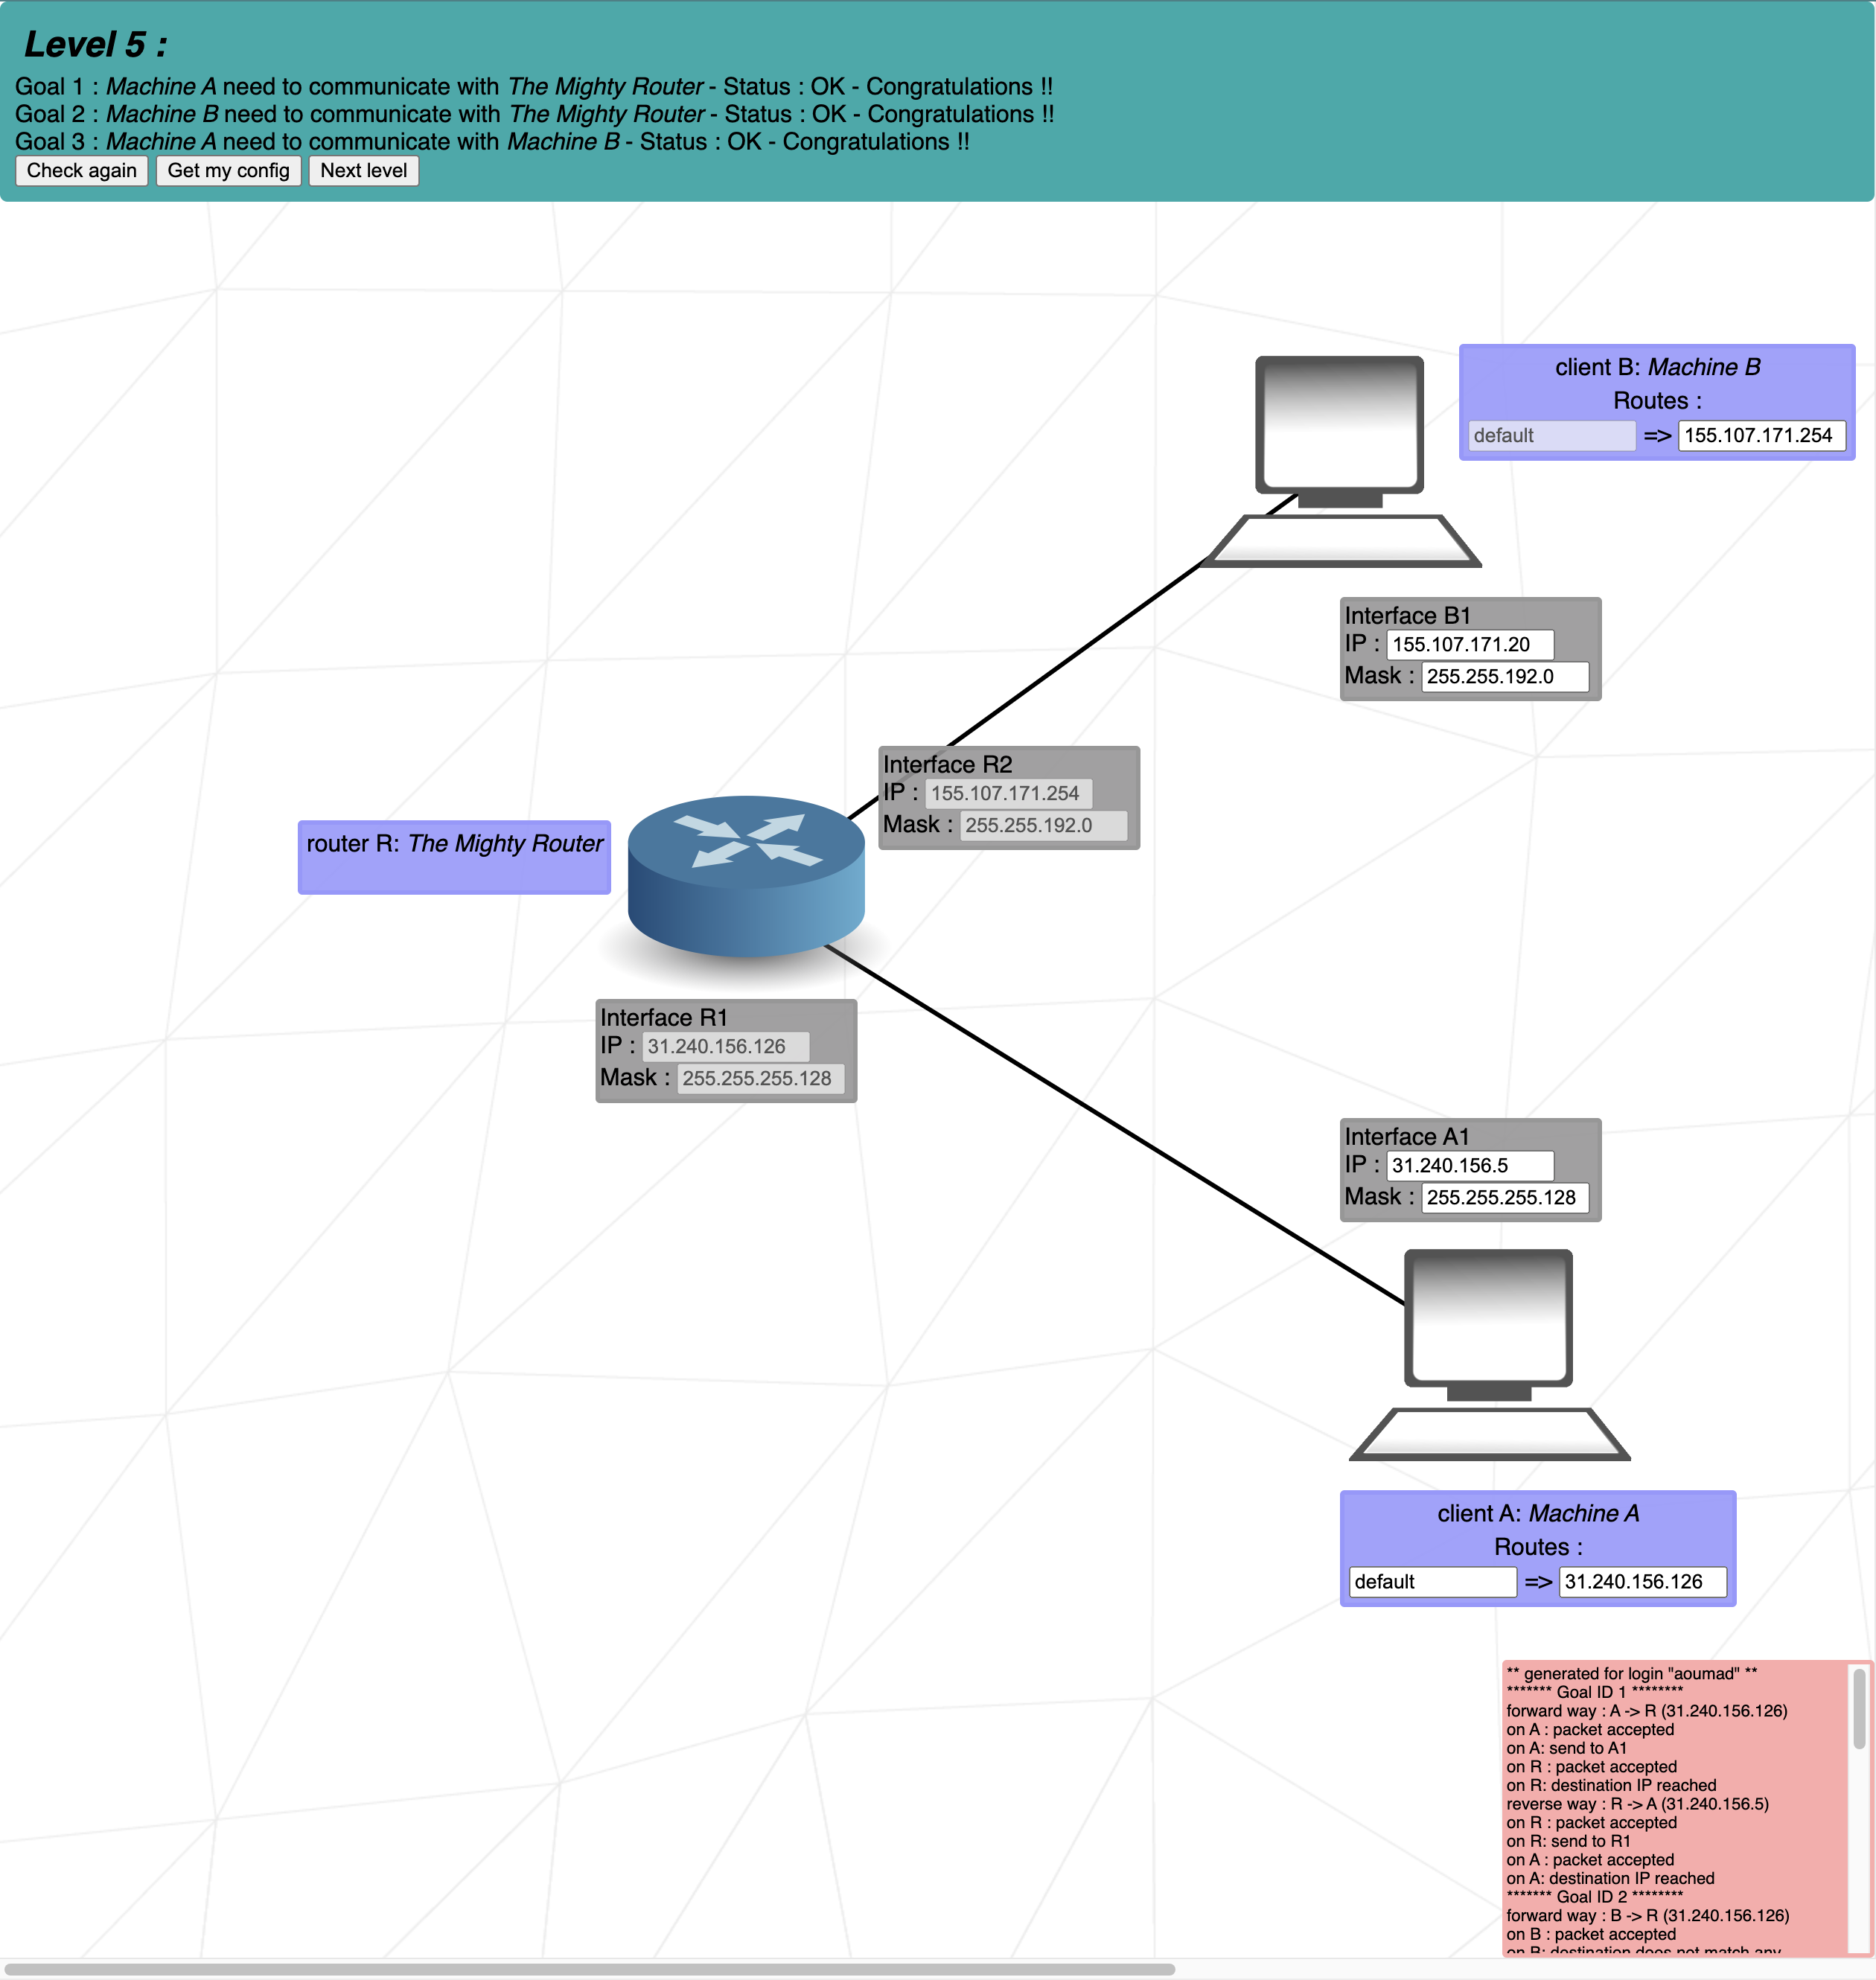 Level 5 :
Goal 1 : Machine A need to communicate with The Mighty Router - Status : OK - Congratulations !!
Goal 2 : Machine B need to communicate with The Mighty Router - Status : OK - Congratulations !!
Goal 3 : Machine A need to communicate with Machine B - Status : OK - Congratulations !!
Check again Get my config Next level
client B: Machine B
Routes :
default => 155.107.171.254
Interface B1
IP : 155.107.171.20
Mask : 255.255.192.0
Interface R2
IP : 155.107.171.254
Mask : 255.255.192.0
router R: The Mighty Router
Interface R1
IP : 31.240.156.126
Mask : 255.255.255.128
Interface A1
IP : 31.240.156.5
Mask : 255.255.255.128
client A: Machine A
Routes :
default => 31.240.156.126
** generated for login "aoumad" **
******* Goal ID 1 ********
forward way : A -> R (31.240.156.126)
on A : packet accepted
on A: send to A1
on R : packet accepted
on R: destination IP reached
reverse way : R -> A (31.240.156.5)
on R : packet accepted
on R: send to R1
on A : packet accepted
on A: destination IP reached
******* Goal ID 2 ********
forward way : B -> R (31.240.156.126)
on B : packet accepted
on B: destination does not match any